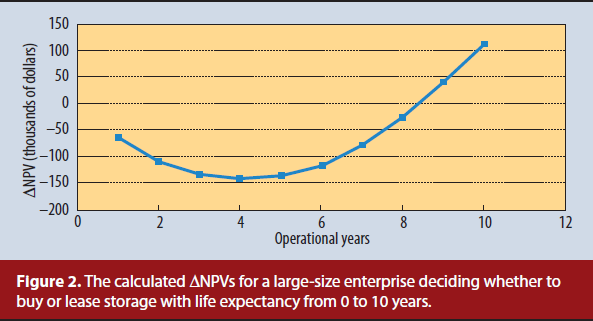 150
100
50
0
–50
–100
–150
–200
ΔNPV (thousands of dollars)
0 2 4 6 8 10 12
Operational years
Figure 2. The calculated ΔNPVs for a large-size enterprise deciding whether to
buy or lease storage with life expectancy from 0 to 10 years.